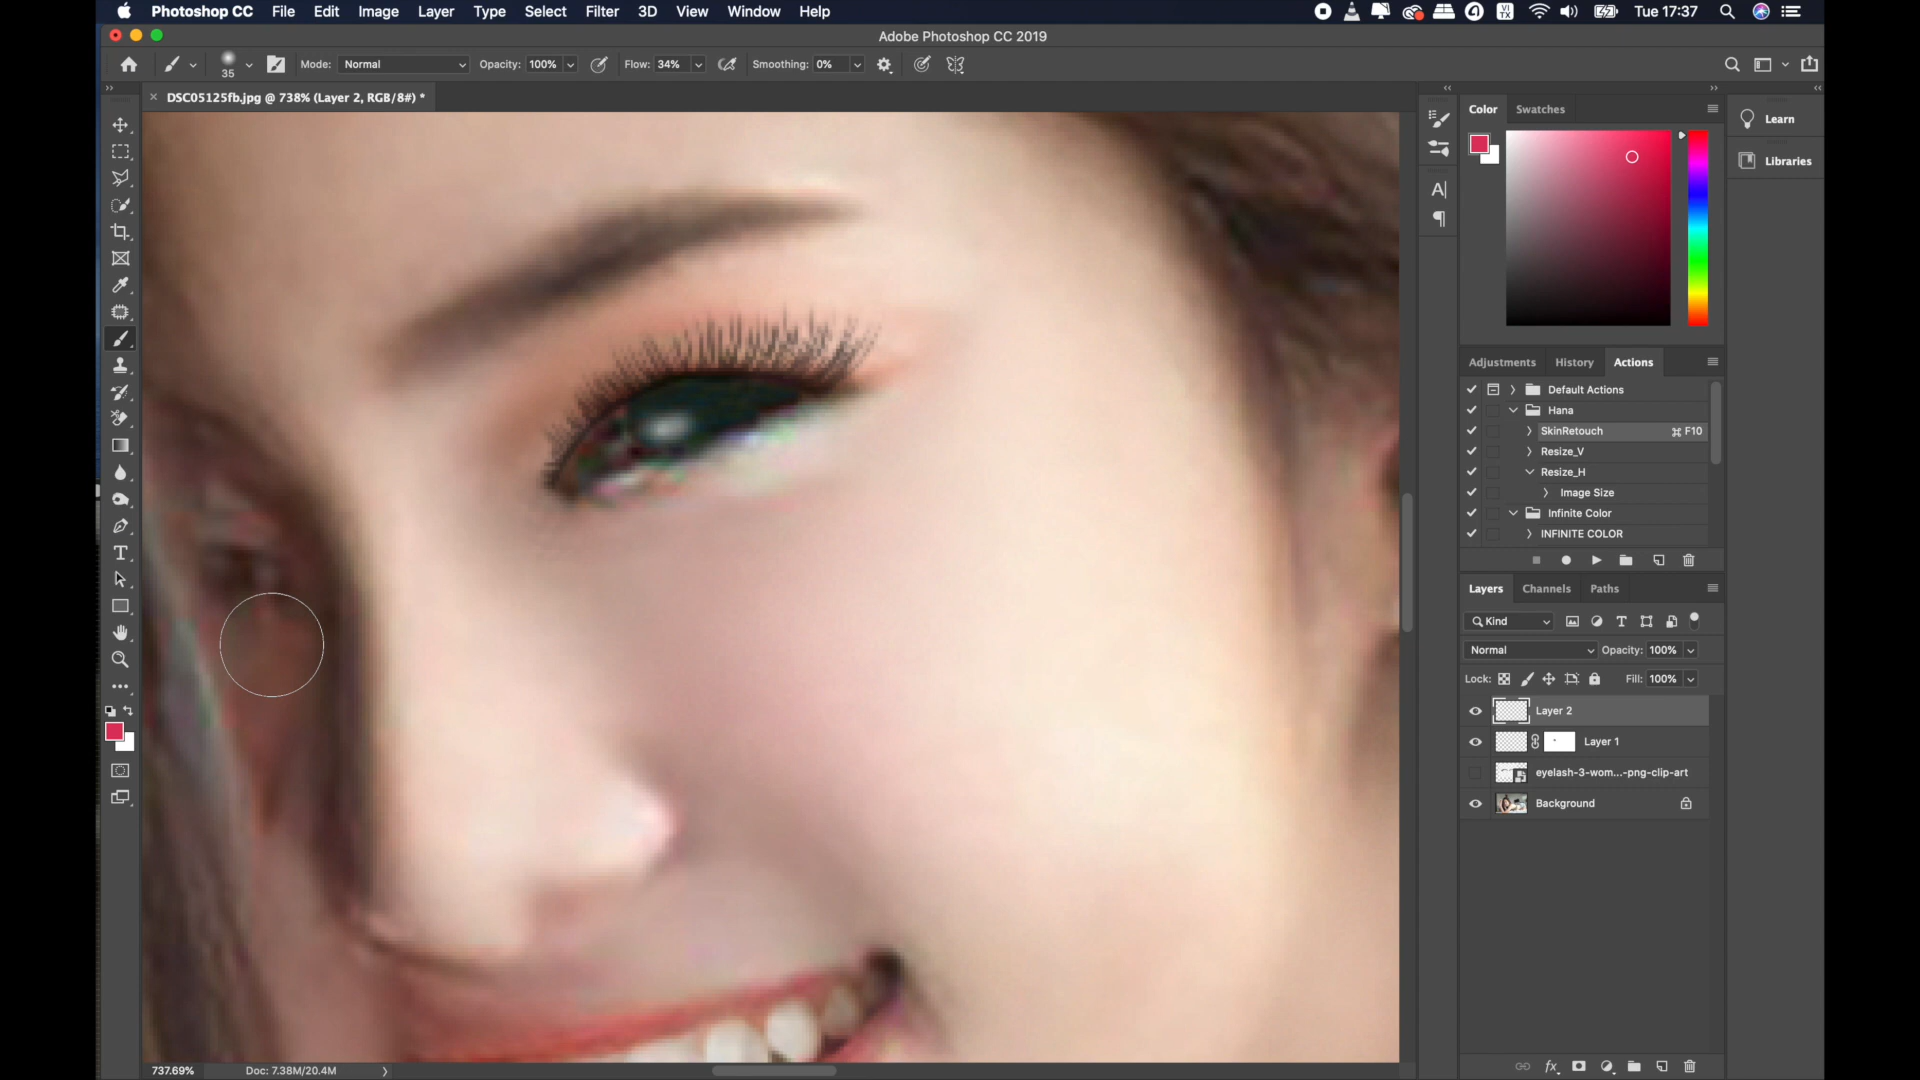 Photoshop CC File Edit Image Layer Type Select Filter 3D View Window Help VI TX Tue 17:37
Adobe Photoshop CC 2019
35 Mode: Normal Opacity: 100% Flow: 34% Smoothing: 0%
DSC05125fb.jpg @ 738% (Layer 2, RGB/8#) *
Color Swatches
Learn
Libraries
Adjustments History Actions
Default Actions
Hana
SkinRetouch ⌘ F10
Resize_V
Resize_H
Image Size
Infinite Color
INFINITE COLOR
Layers Channels Paths
Kind
Normal Opacity: 100%
Lock: Fill: 100%
Layer 2
Layer 1
eyelash-3-wom...-png-clip-art
Background
737.69% Doc: 7.38M/20.4M